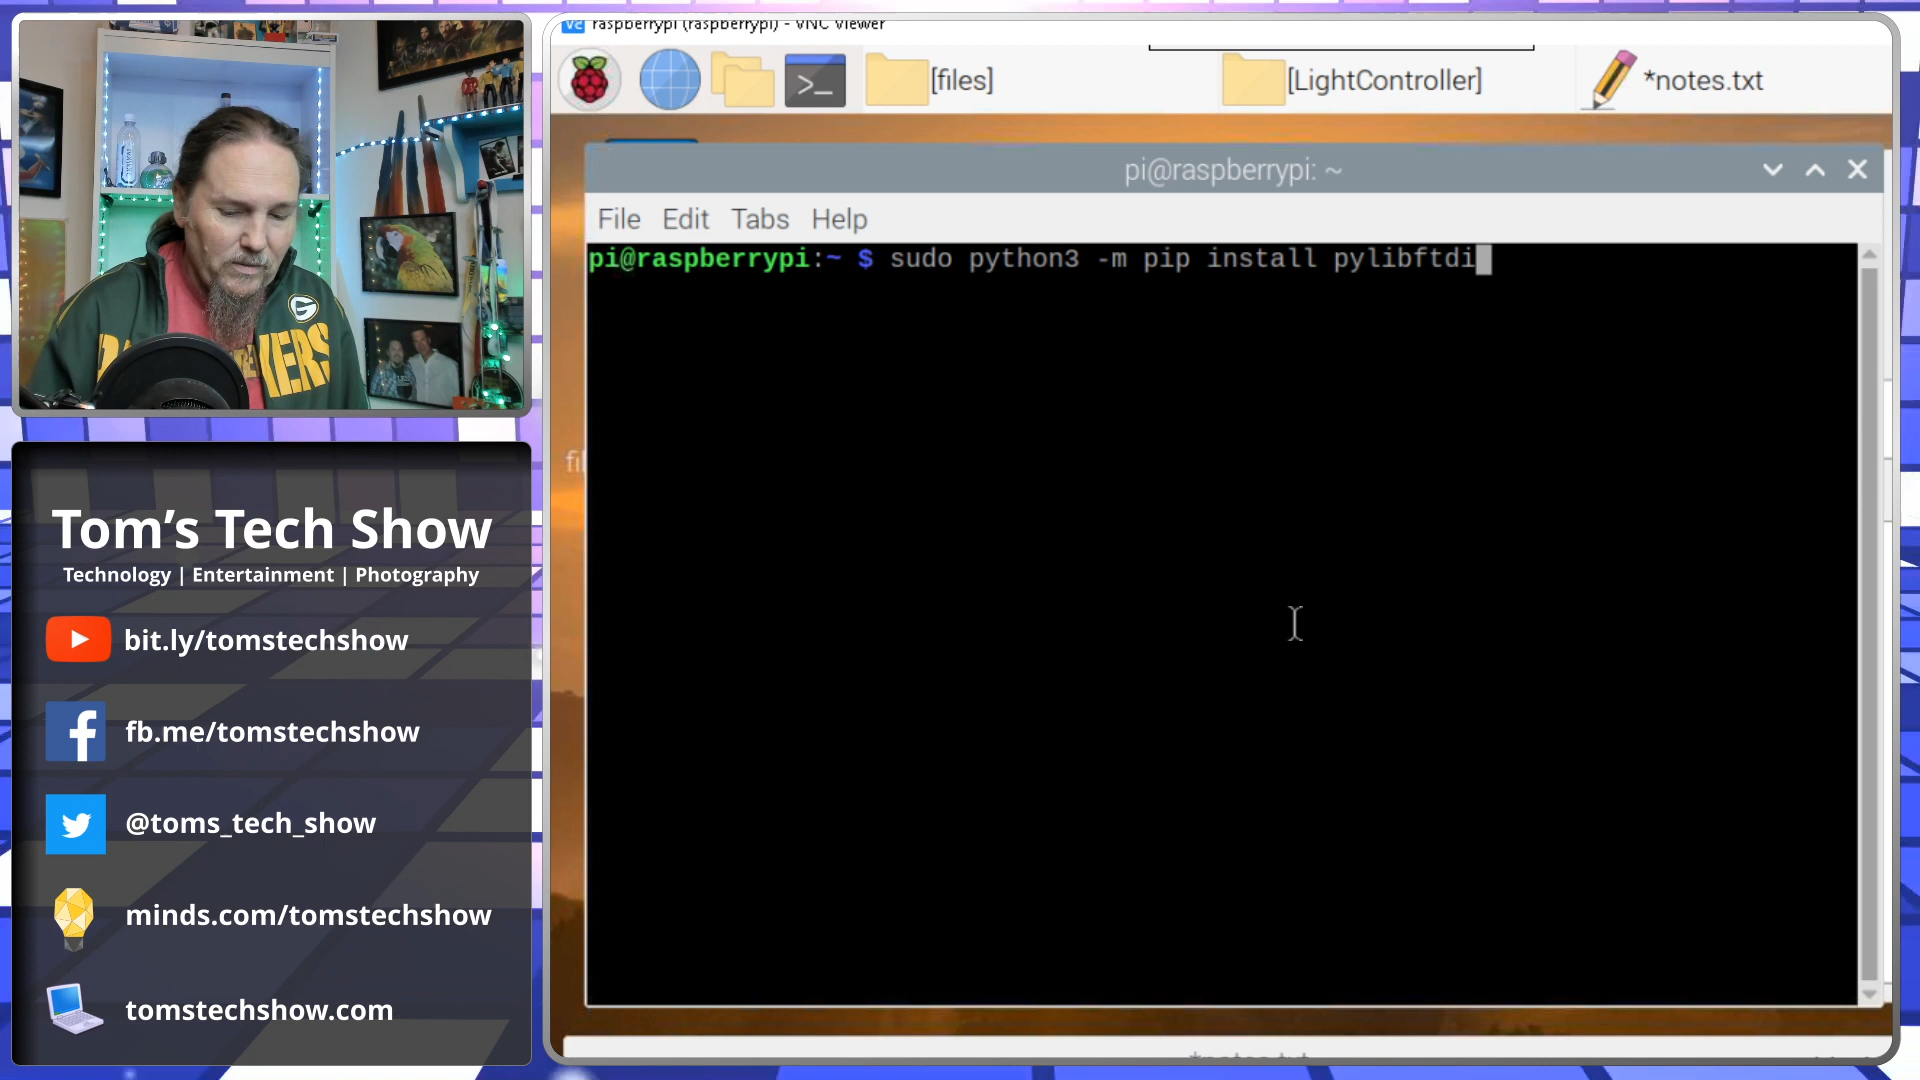 raspberrypi (raspberrypi) - VNC Viewer
[files]
[LightController]
*notes.txt
pi@raspberrypi: ~
File Edit Tabs Help
pi@raspberrypi:~ $ sudo python3 -m pip install pylibftdi
Tom's Tech Show
Technology | Entertainment | Photography
bit.ly/tomstechshow
fb.me/tomstechshow
@toms_tech_show
minds.com/tomstechshow
tomstechshow.com
*notes.txt